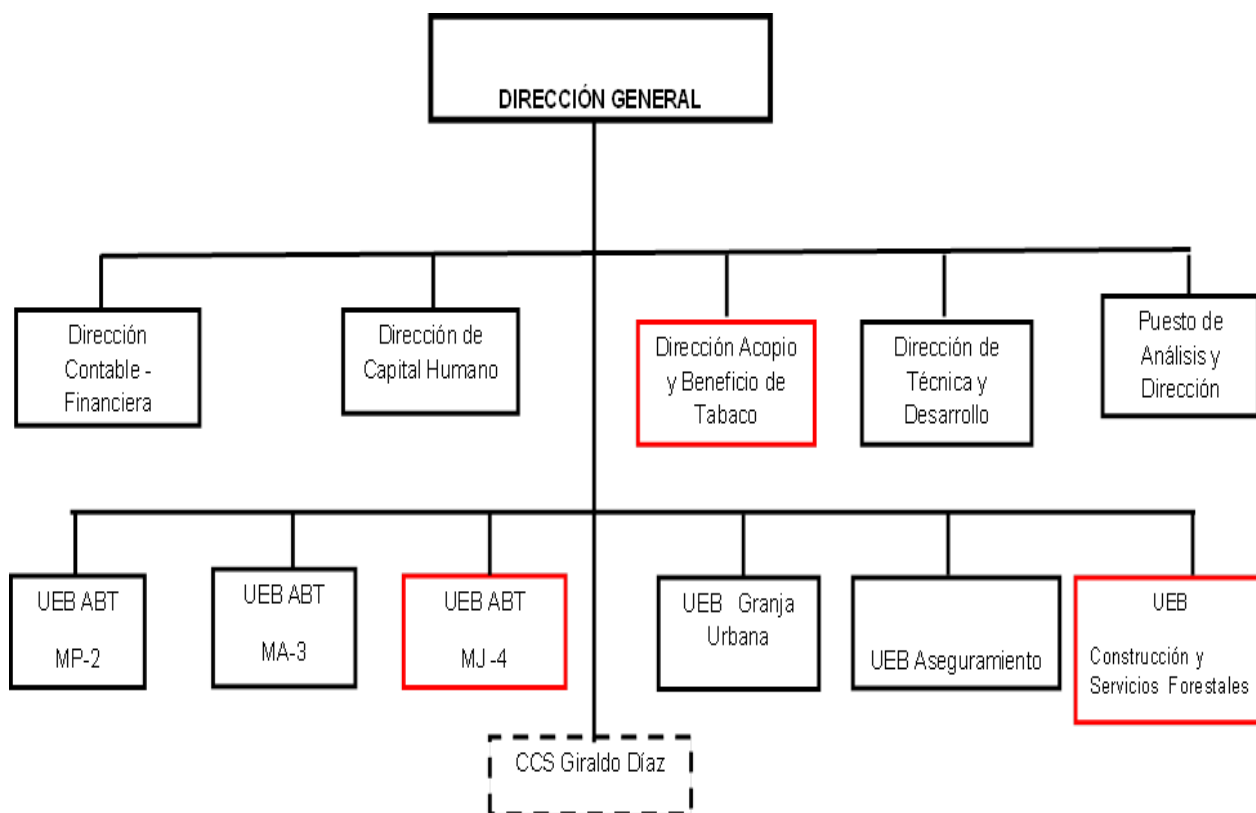 DIRECCIÓN GENERAL
Dirección
Contable -
Financiera
Dirección de
Capital Humano
Dirección Acopio
y Beneficio de
Tabaco
Dirección de
Técnica y
Desarrollo
Puesto de
Análisis y
Dirección
UEB ABT
MP-2
UEB ABT
MA-3
UEB ABT
MJ-4
UEB Granja
Urbana
UEB Aseguramiento
UEB
Construcción y
Servicios Forestales
CCS Giraldo Díaz